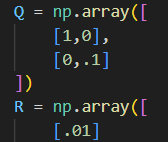 Q = np.array([
    [1,0],
    [0,.1]
])
R = np.array([
    [.01]